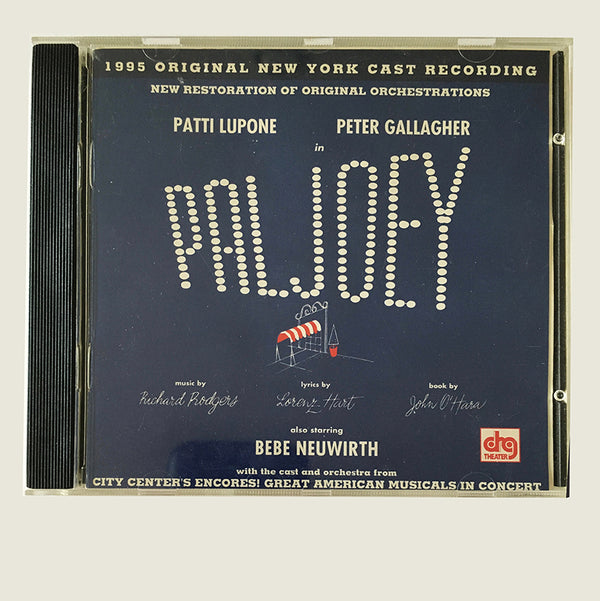 1995 ORIGINAL NEW YORK CAST RECORDING
NEW RESTORATION OF ORIGINAL ORCHESTRATIONS
PATTI LUPONE PETER GALLAGHER
in
PAL JOEY
music by lyrics by book by
Richard Rodgers Lorenz Hart John O'Hara
also starring
BEBE NEUWIRTH
drg
THEATER
with the cast and orchestra from
CITY CENTER'S ENCORES! GREAT AMERICAN MUSICALS IN CONCERT